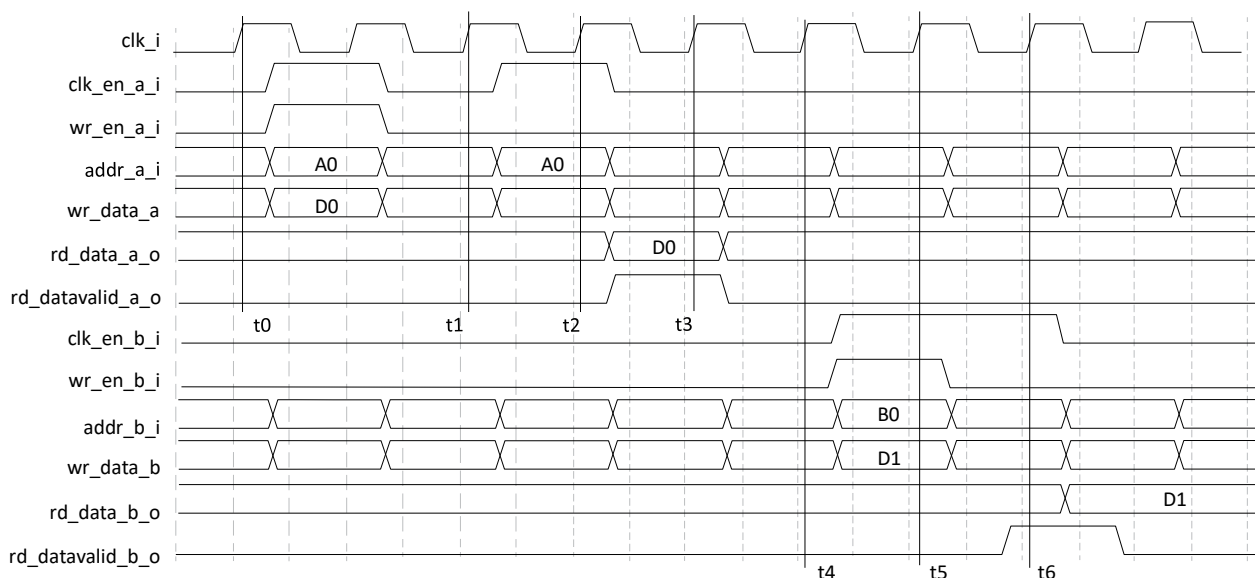 clk_i
clk_en_a_i
wr_en_a_i
addr_a_i A0 A0
wr_data_a D0
rd_data_a_o D0
rd_datavalid_a_o
t0 t1 t2 t3
clk_en_b_i
wr_en_b_i
addr_b_i B0
wr_data_b D1
rd_data_b_o D1
rd_datavalid_b_o
t4 t5 t6